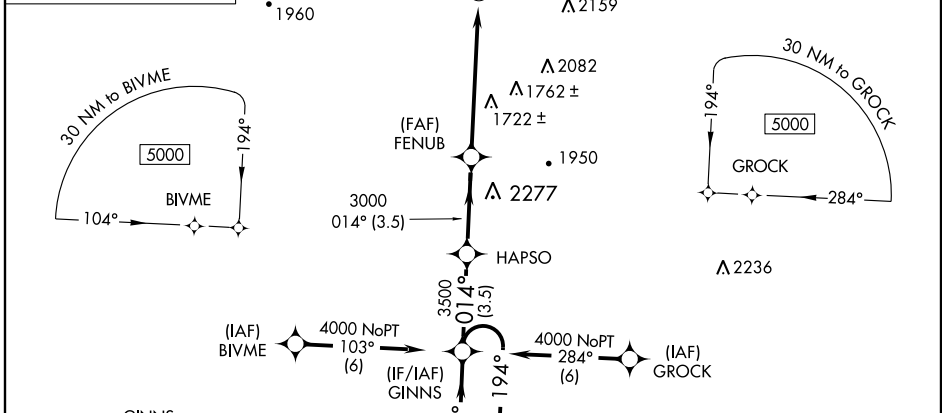 1960
2159
30 NM to BIVME
5000
194°
BIVME
104°
2082
1762 ±
1722 ±
(FAF)
FENUB
1950
2277
3000
014° (3.5)
HAPSO
30 NM to GROCK
194°
5000
GROCK
284°
2236
3500
014°
(3.5)
(IAF)
BIVME
4000 NoPT
103°
(6)
(IF/IAF)
GINNS
194°
4000 NoPT
284°
(6)
(IAF)
GROCK